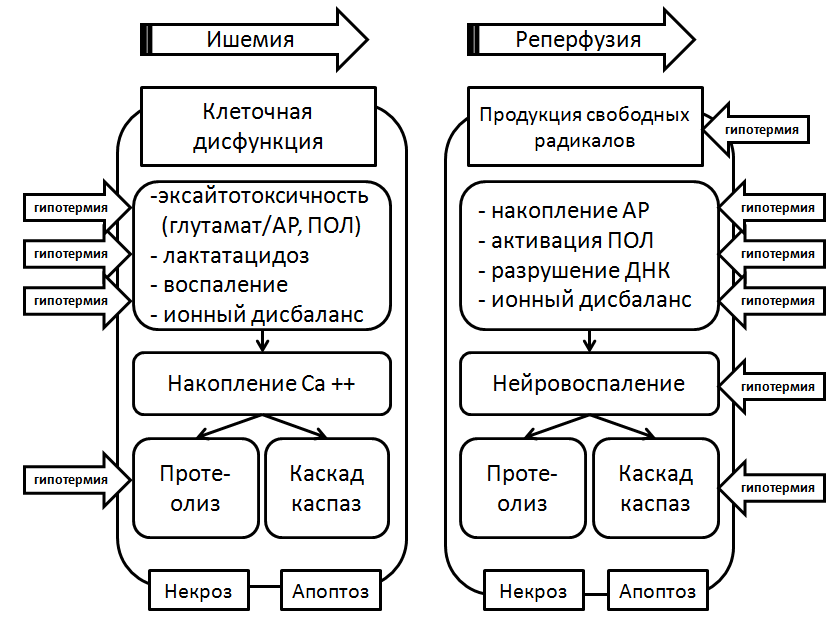 Ишемия
Реперфузия
Клеточная
дисфункция
гипотермия
гипотермия
гипотермия
-эксайтотоксичность
(глутамат/АР, ПОЛ)
- лактатацидоз
- воспаление
- ионный дисбаланс
Накопление Са ++
гипотермия
Проте-
олиз
Каскад
каспаз
Некроз
Апоптоз
Продукция свободных
радикалов
гипотермия
- накопление АР
- активация ПОЛ
- разрушение ДНК
- ионный дисбаланс
гипотермия
гипотермия
гипотермия
Нейровоспаление
гипотермия
Проте-
олиз
Каскад
каспаз
гипотермия
Некроз
Апоптоз